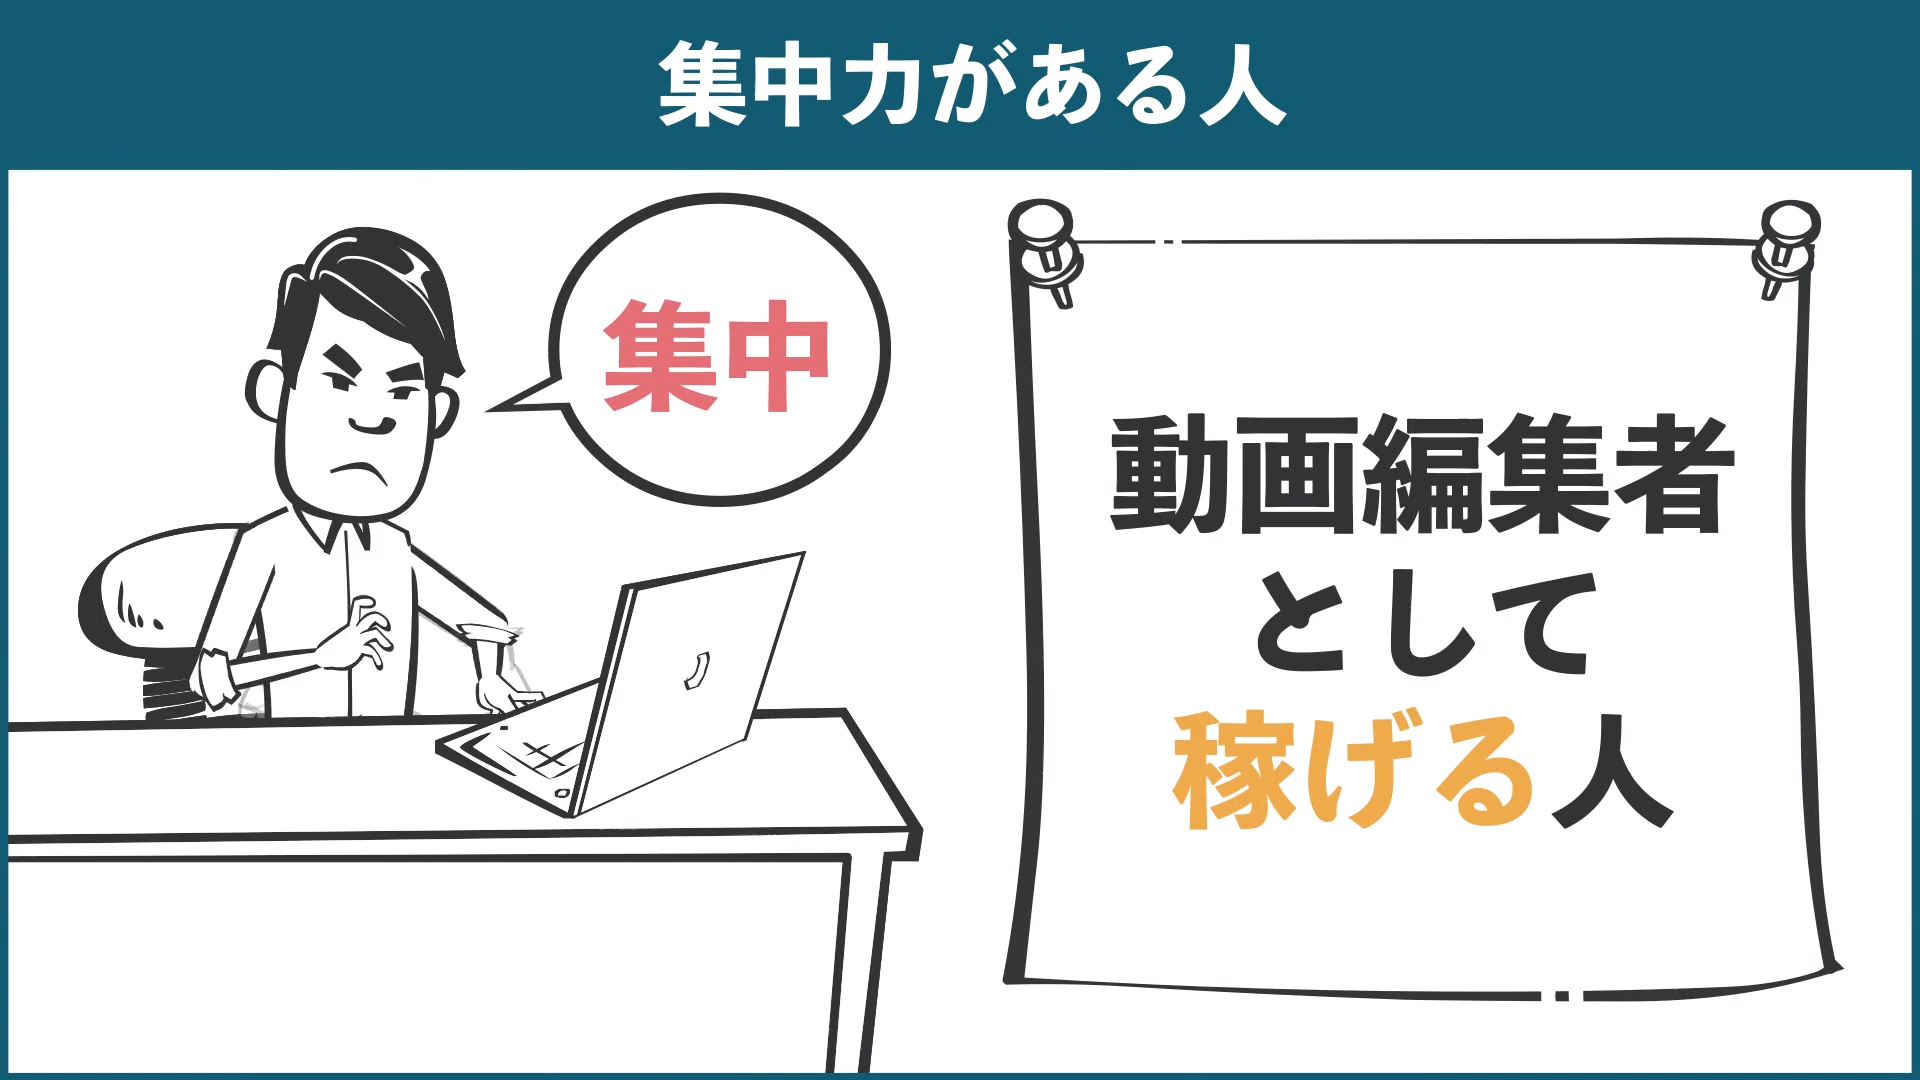 集中力がある人
集中
動画編集者
として
稼げる人